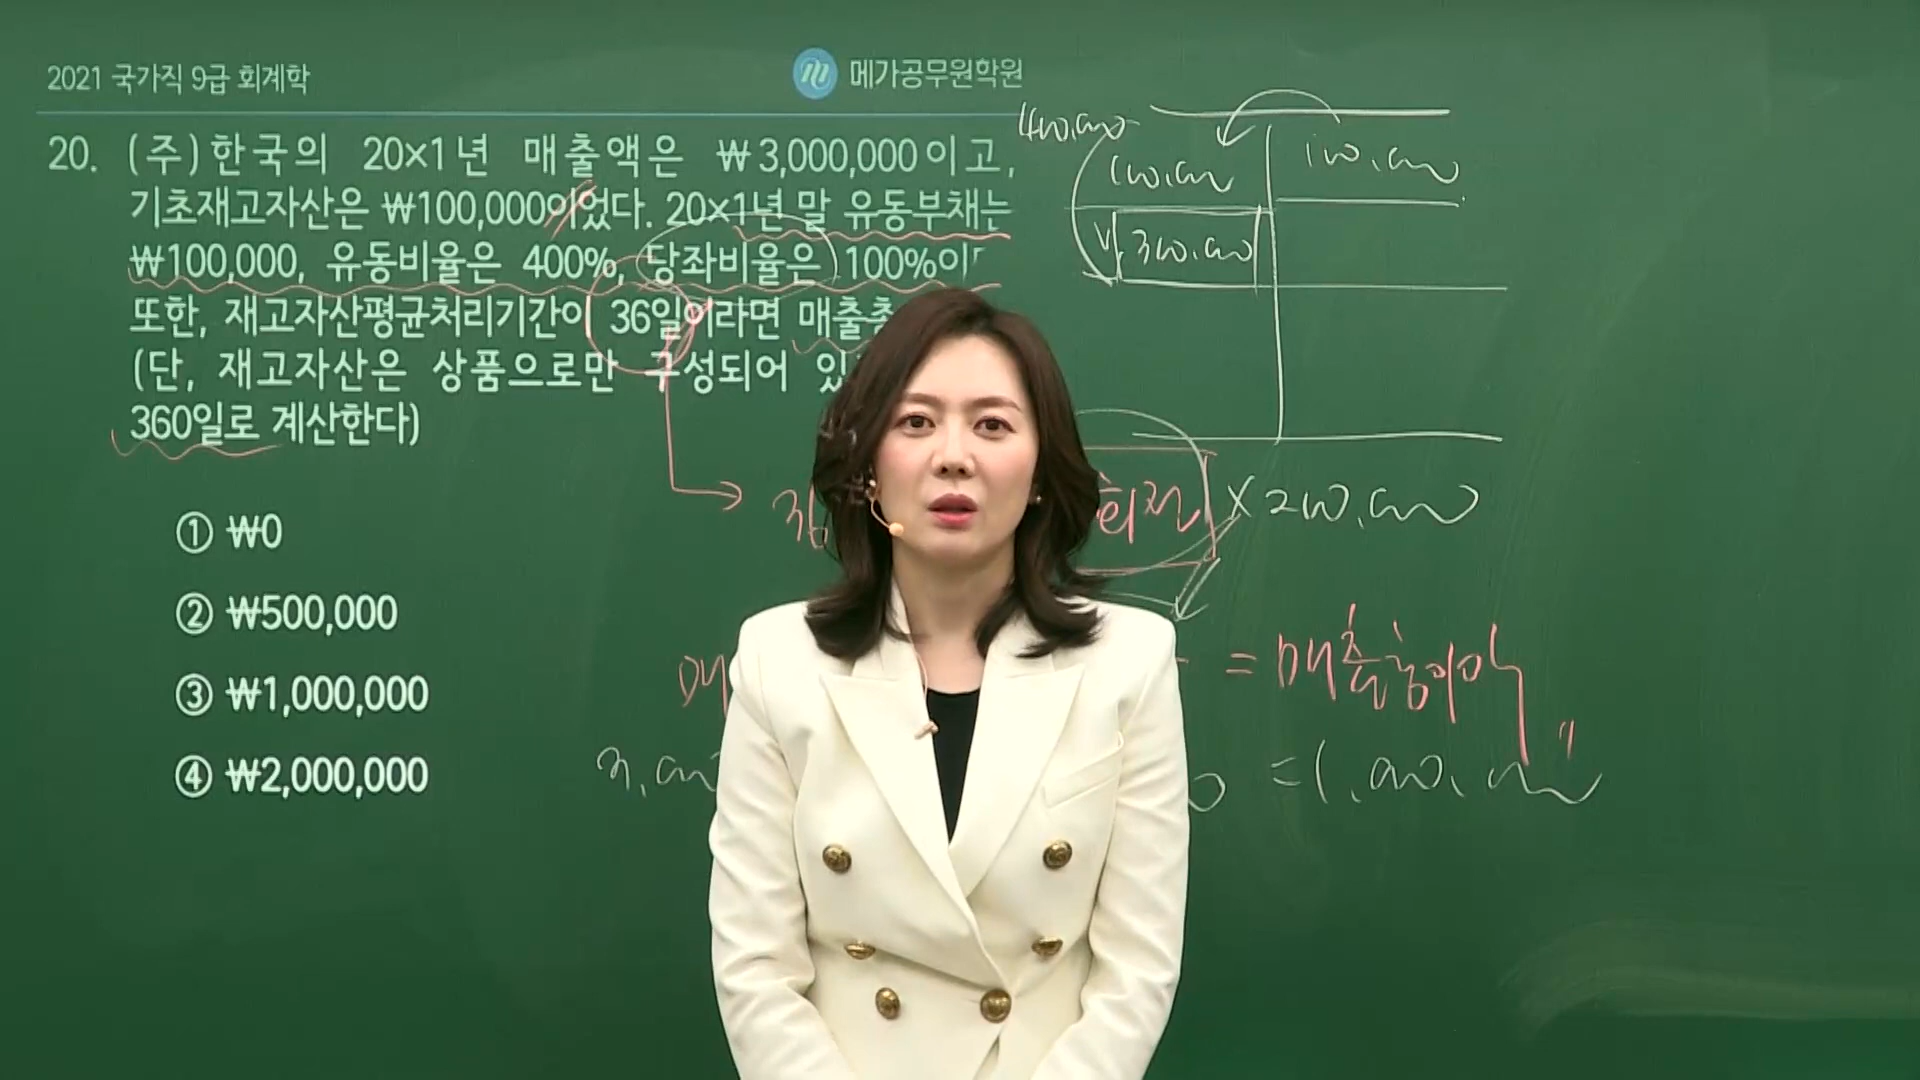 2021 국가직 9급 회계학
메가공무원학원
20. (주)한국의 20×1년 매출액은 ₩3,000,000이고,
기초재고자산은 ₩100,000이었다. 20×1년 말 유동부채는
₩100,000, 유동비율은 400%, 당좌비율은 100%이
또한, 재고자산평균처리기간이 36일이라면
(단, 재고자산은 상품으로만 구성되어
360일로 계산한다)
① ₩0
② ₩500,000
③ ₩1,000,000
④ ₩2,000,000
400,000
100,000
100,000
300,000
36
회전
×200,000
매
= 매출총이익
=1,000,000